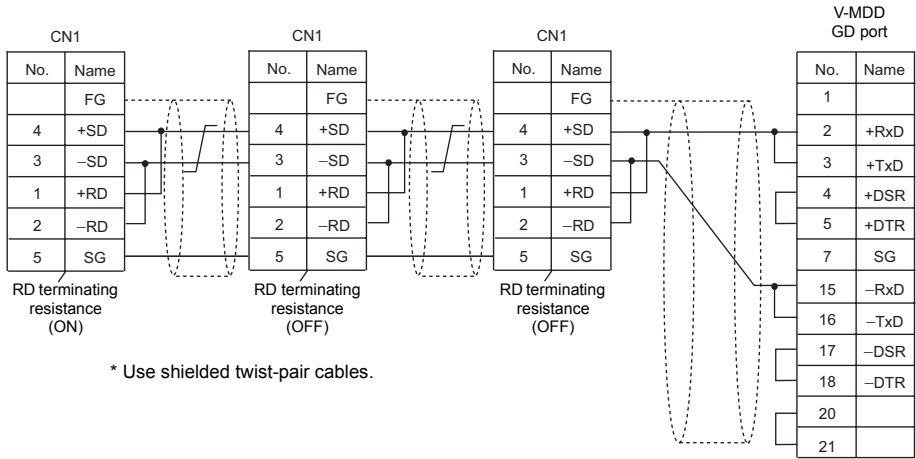 V-MDD
GD port
CN1
CN1
CN1
No. Name
FG
4 +SD
3 −SD
1 +RD
2 −RD
5 SG
RD terminating
resistance
(ON)
No. Name
FG
4 +SD
3 −SD
1 +RD
2 −RD
5 SG
RD terminating
resistance
(OFF)
No. Name
FG
4 +SD
3 −SD
1 +RD
2 −RD
5 SG
RD terminating
resistance
(OFF)
No. Name
1
2 +RxD
3 +TxD
4 +DSR
5 +DTR
7 SG
15 −RxD
16 −TxD
17 −DSR
18 −DTR
20
21
* Use shielded twist-pair cables.